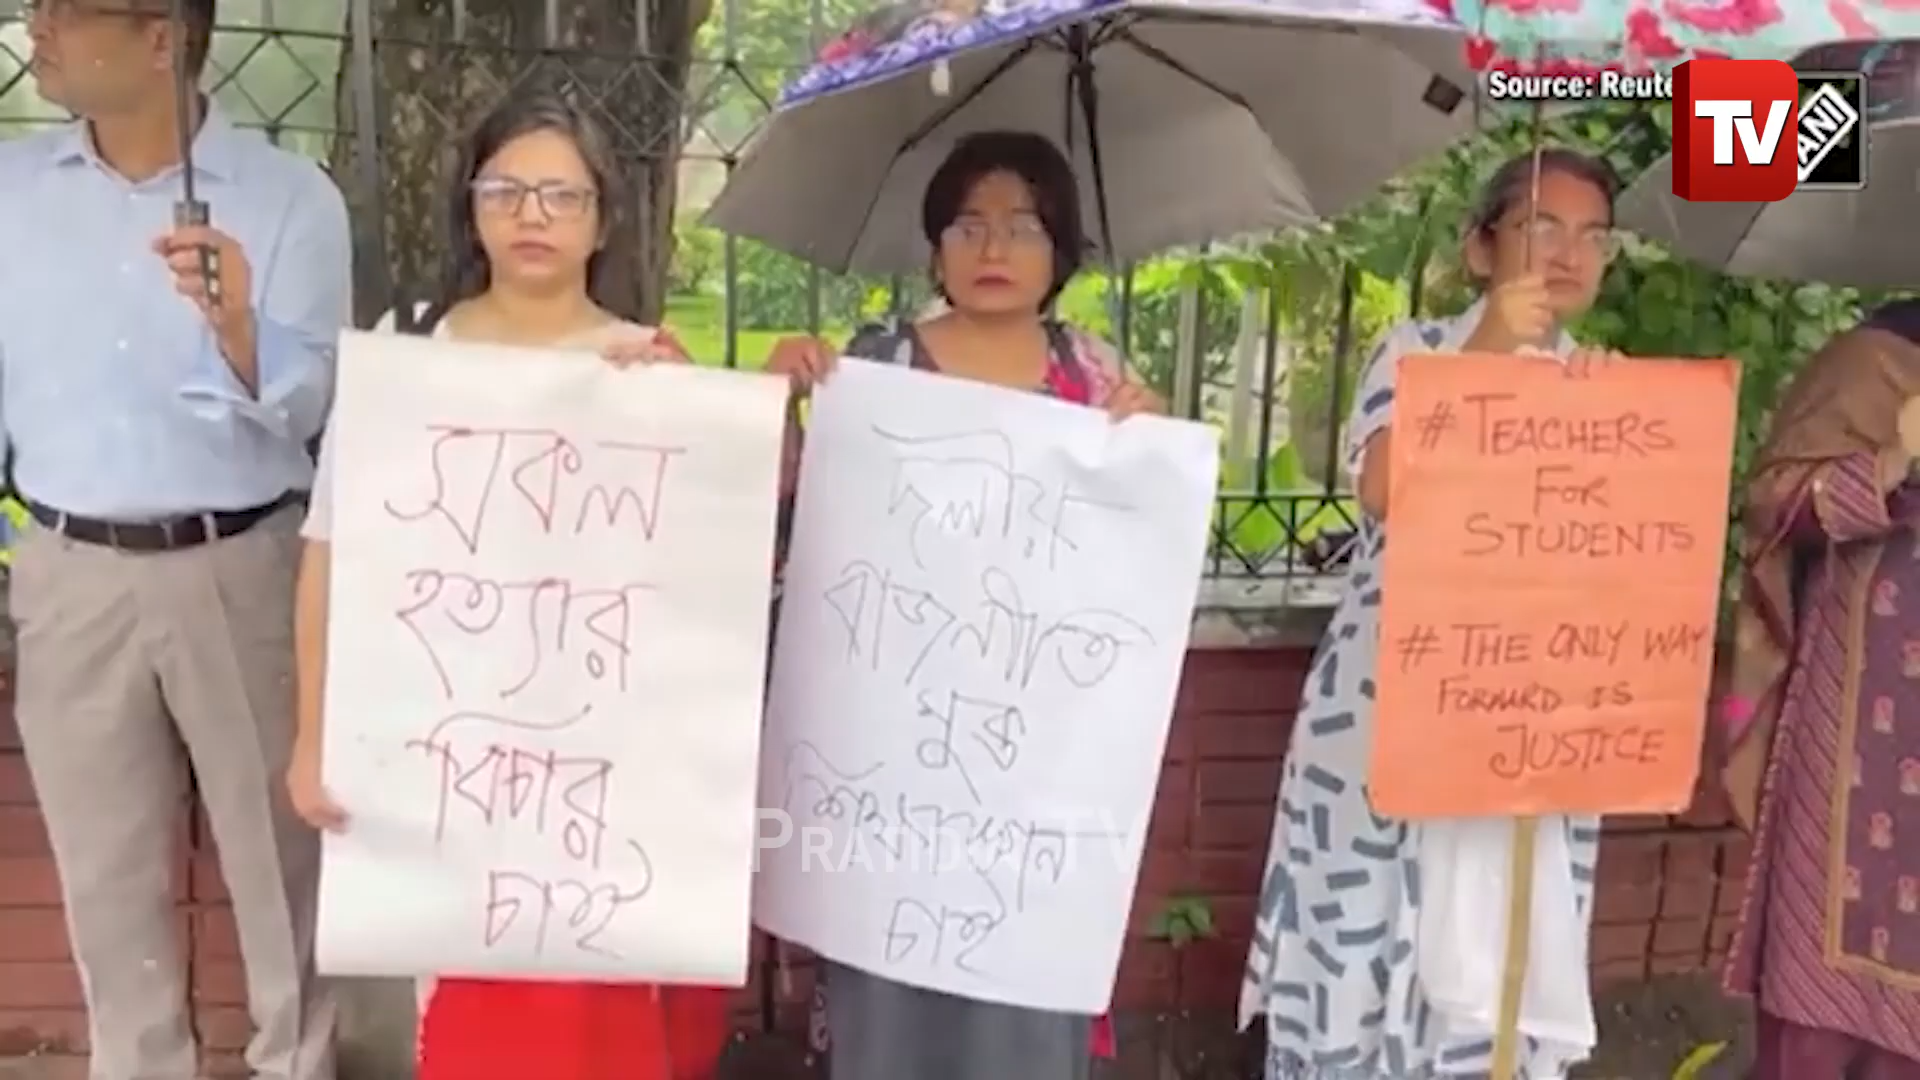 Source: Reute
TV
ANI
সকল
হত্যার
বিচার
চাই
দলীয়
রাজনীতি
মুক্ত
শিক্ষাঙ্গন
চাই
# TEACHERS
FOR
STUDENTS
# THE ONLY WAY
FORWARD IS
JUSTICE
PRATIDIN TV